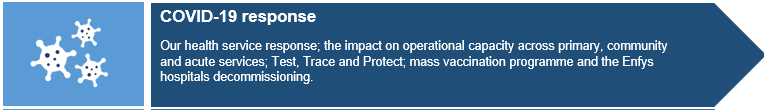 COVID-19 response
Our health service response; the impact on operational capacity across primary, community
and acute services; Test, Trace and Protect; mass vaccination programme and the Enfys
hospitals decommissioning.